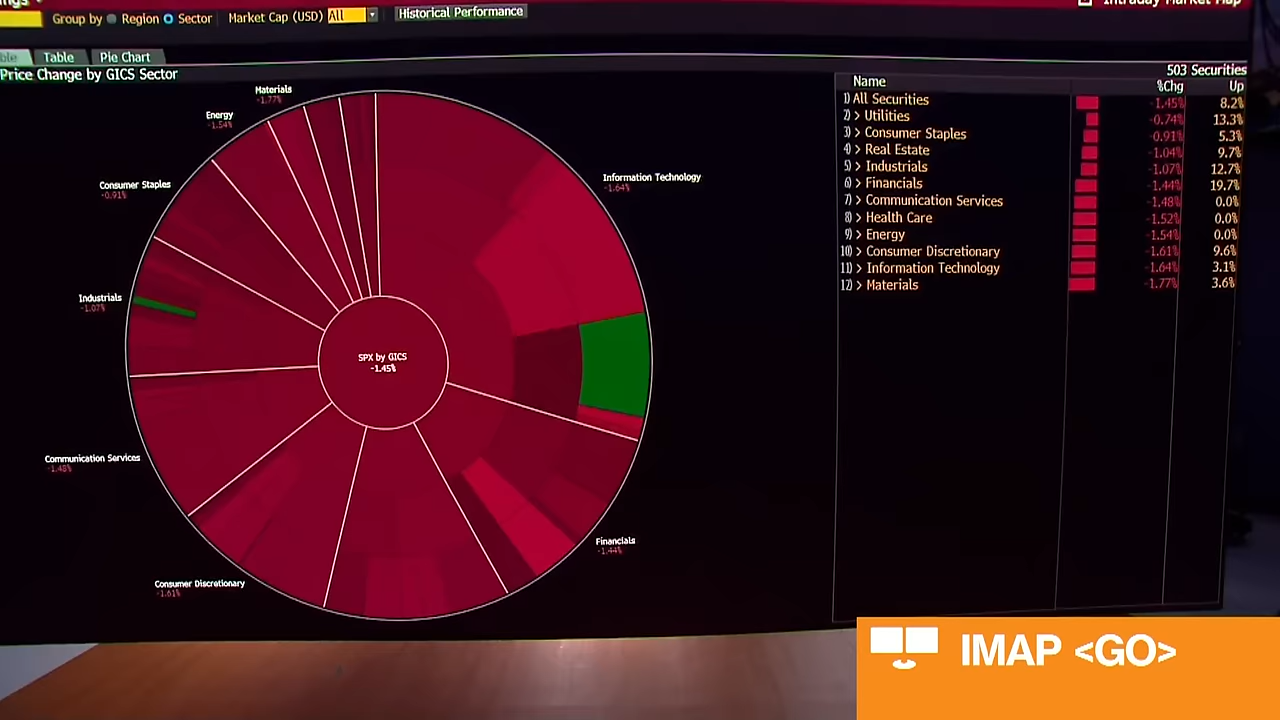 Intraday Market Map
Group by Region Sector Market Cap (USD) All Historical Performance
Table Pie Chart
Price Change by GICS Sector
503 Securities
Name %Chg Up
1) All Securities -1.45% 8.2%
2) > Utilities -0.74% 13.3%
3) > Consumer Staples -0.91% 5.3%
4) > Real Estate -1.04% 9.7%
5) > Industrials -1.07% 12.7%
6) > Financials -1.44% 19.7%
7) > Communication Services -1.48% 0.0%
8) > Health Care -1.52% 0.0%
9) > Energy -1.54% 0.0%
10) > Consumer Discretionary -1.61% 9.6%
11) > Information Technology -1.64% 3.1%
12) > Materials -1.77% 3.6%
Materials
-1.77%
Energy
-1.54%
Information Technology
-1.64%
Consumer Staples
-0.91%
Industrials
-1.07%
SPX by GICS
-1.45%
Communication Services
-1.48%
Financials
-1.44%
Consumer Discretionary
-1.61%
IMAP <GO>